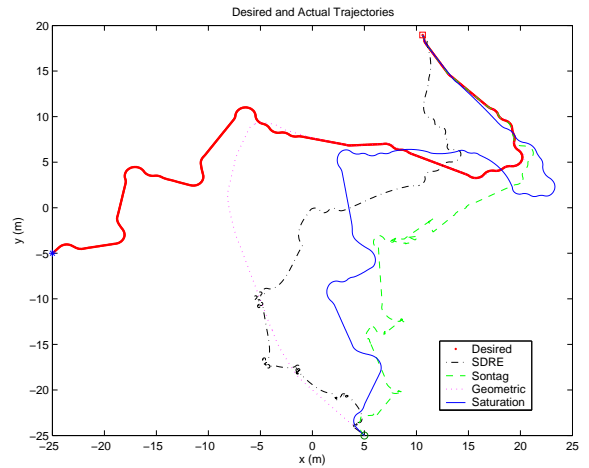 Desired and Actual Trajectories
20
15
10
5
0
−5
−10
−15
−20
−25
y (m)
−25
−20
−15
−10
−5
0
5
10
15
20
25
x (m)
Desired
SDRE
Sontag
Geometric
Saturation